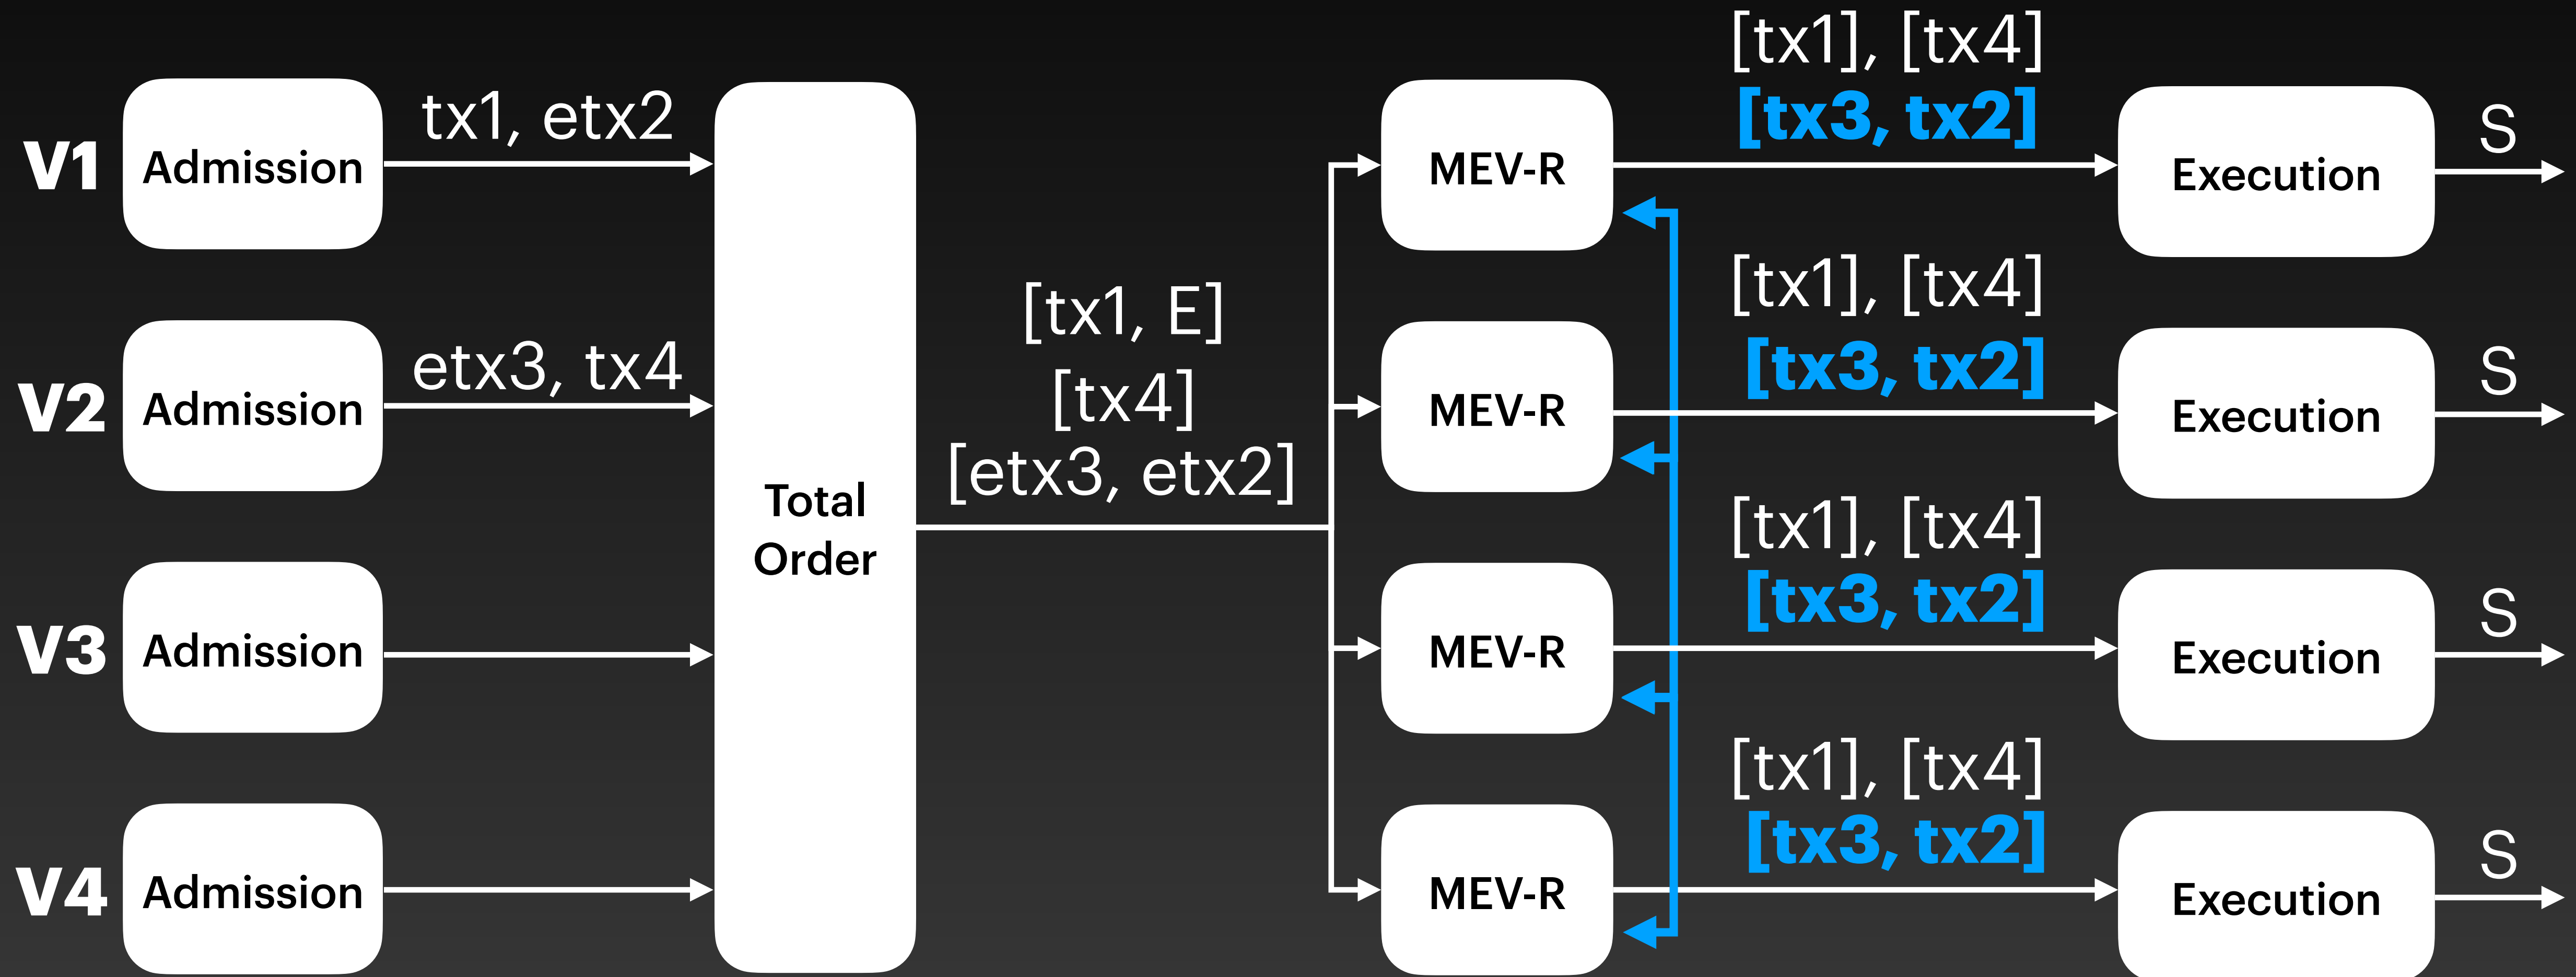 V1
Admission
tx1, etx2
V2
Admission
etx3, tx4
V3
Admission
V4
Admission
Total
Order
[tx1, E]
[tx4]
[etx3, etx2]
MEV-R
[tx1], [tx4]
[tx3, tx2]
Execution
S
MEV-R
[tx1], [tx4]
[tx3, tx2]
Execution
S
MEV-R
[tx1], [tx4]
[tx3, tx2]
Execution
S
MEV-R
[tx1], [tx4]
[tx3, tx2]
Execution
S